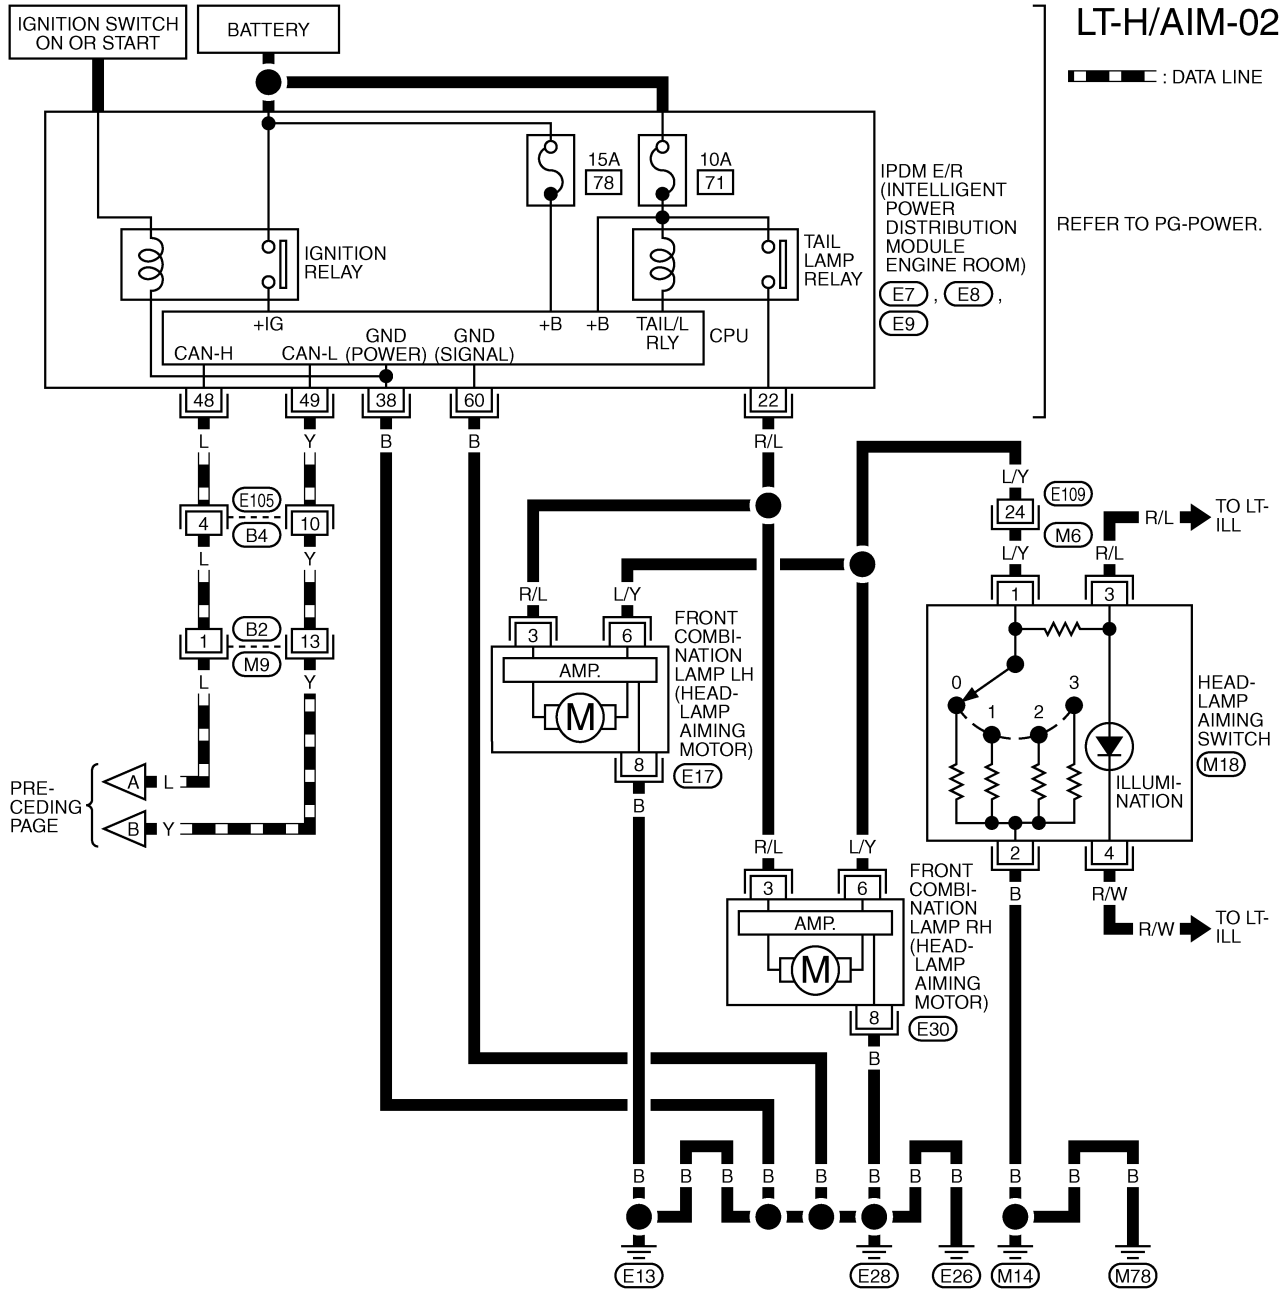 LT-H/AIM-02
IGNITION SWITCH
ON OR START
BATTERY
: DATA LINE
15A
78
10A
71
IPDM E/R
(INTELLIGENT
POWER
DISTRIBUTION
MODULE
ENGINE ROOM)
E7 , E8 ,
E9
REFER TO PG-POWER.
IGNITION
RELAY
TAIL
LAMP
RELAY
+IG
+B
+B
TAIL/L
RLY
CPU
CAN-H
CAN-L
GND
(POWER)
GND
(SIGNAL)
48
49
38
60
22
L
Y
B
B
R/L
L/Y
E105
4
10
B4
24
E109
M6
R/L
TO LT-
ILL
L
Y
L/Y
R/L
B2
1
13
M9
L
Y
R/L
L/Y
3
6
AMP.
M
8
B
FRONT
COMBI-
NATION
LAMP LH
(HEAD-
LAMP
AIMING
MOTOR)
E17
1
3
0
1
2
3
ILLUMI-
NATION
2
4
HEAD-
LAMP
AIMING
SWITCH
M18
PRE-
CEDING
PAGE
A
L
B
Y
R/L
L/Y
3
6
AMP.
M
8
B
FRONT
COMBI-
NATION
LAMP RH
(HEAD-
LAMP
AIMING
MOTOR)
E30
B
R/W
R/W
TO LT-
ILL
B
B
B
B
B
B
B
B
B
B
B
E13
E28
E26
M14
M78